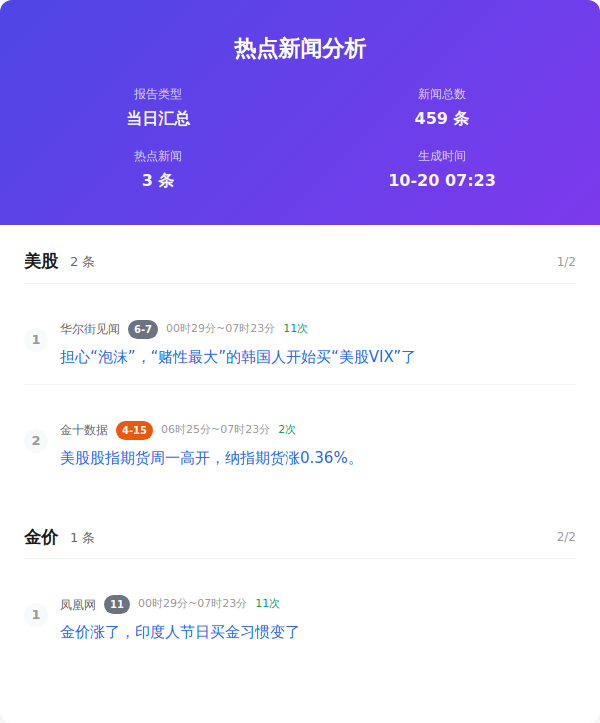 热点新闻分析
报告类型
当日汇总
新闻总数
459 条
热点新闻
3 条
生成时间
10-20 07:23
美股 2 条 1/2
1 华尔街见闻 6-7 00时29分~07时23分 11次
担心“泡沫”，“赌性最大”的韩国人开始买“美股VIX”了
2 金十数据 4-15 06时25分~07时23分 2次
美股股指期货周一高开，纳指期货涨0.36%。
金价 1 条 2/2
1 凤凰网 11 00时29分~07时23分 11次
金价涨了，印度人节日买金习惯变了